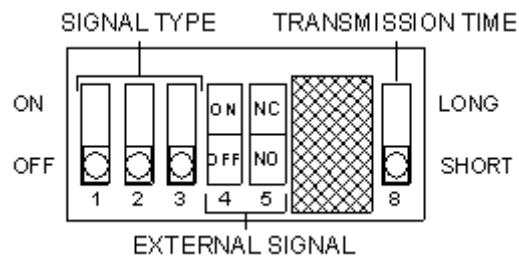 SIGNAL TYPE TRANSMISSION TIME
ON ON NC LONG
OFF OFF NO SHORT
1 2 3 4 5 8
EXTERNAL SIGNAL